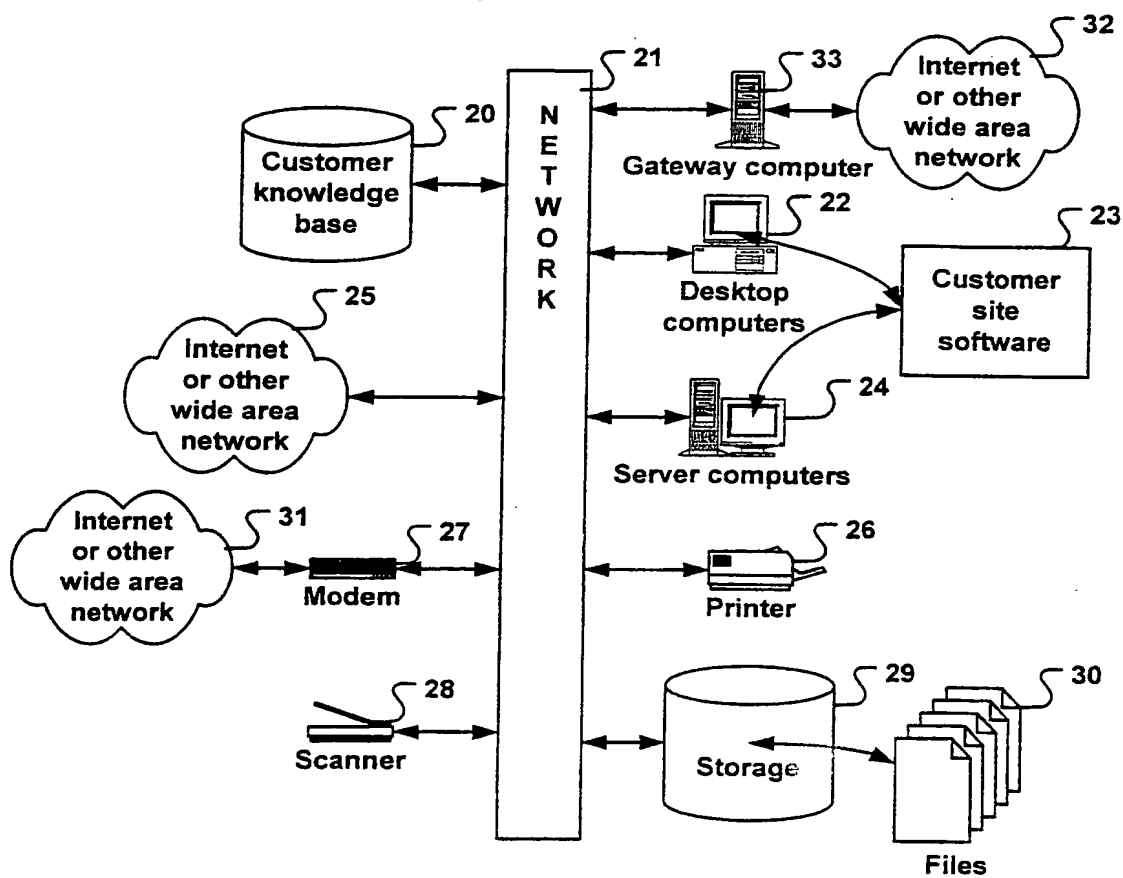 32
Internet
or other
wide area
network
33
Gateway computer
21
NETWORK
20
Customer
knowledge
base
22
Desktop
computers
23
Customer
site
software
25
Internet
or other
wide area
network
24
Server computers
31
Internet
or other
wide area
network
27
Modem
26
Printer
28
Scanner
29
Storage
30
Files